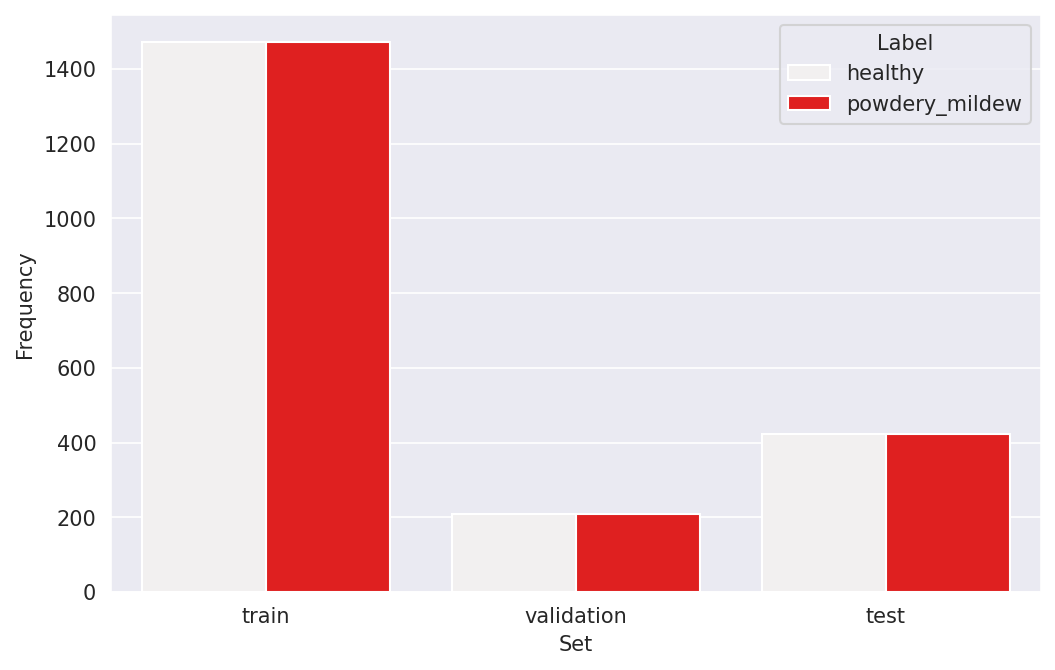 Label
healthy
powdery_mildew
Frequency
1400
1200
1000
800
600
400
200
0
train
validation
test
Set